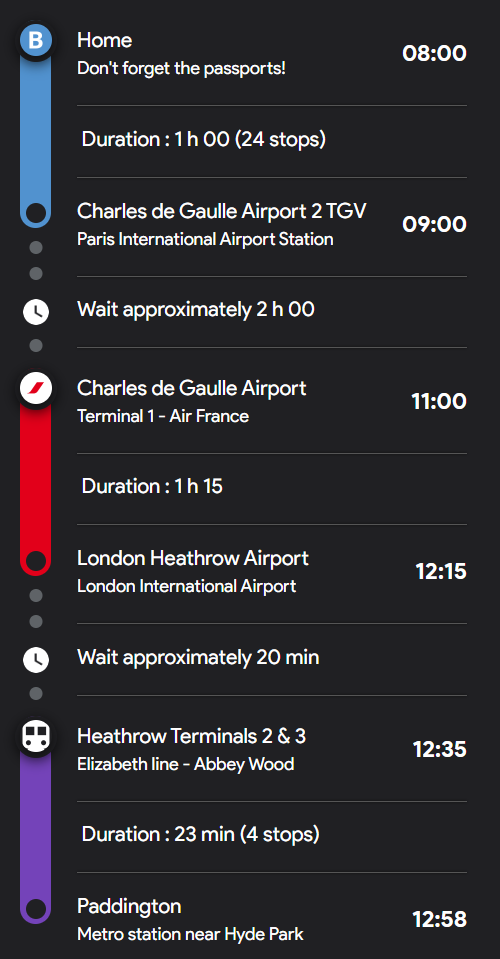 B
Home
08:00
Don't forget the passports!
Duration : 1 h 00 (24 stops)
Charles de Gaulle Airport 2 TGV
09:00
Paris International Airport Station
Wait approximately 2 h 00
Charles de Gaulle Airport
11:00
Terminal 1 - Air France
Duration : 1 h 15
London Heathrow Airport
12:15
London International Airport
Wait approximately 20 min
Heathrow Terminals 2 & 3
12:35
Elizabeth line - Abbey Wood
Duration : 23 min (4 stops)
Paddington
12:58
Metro station near Hyde Park